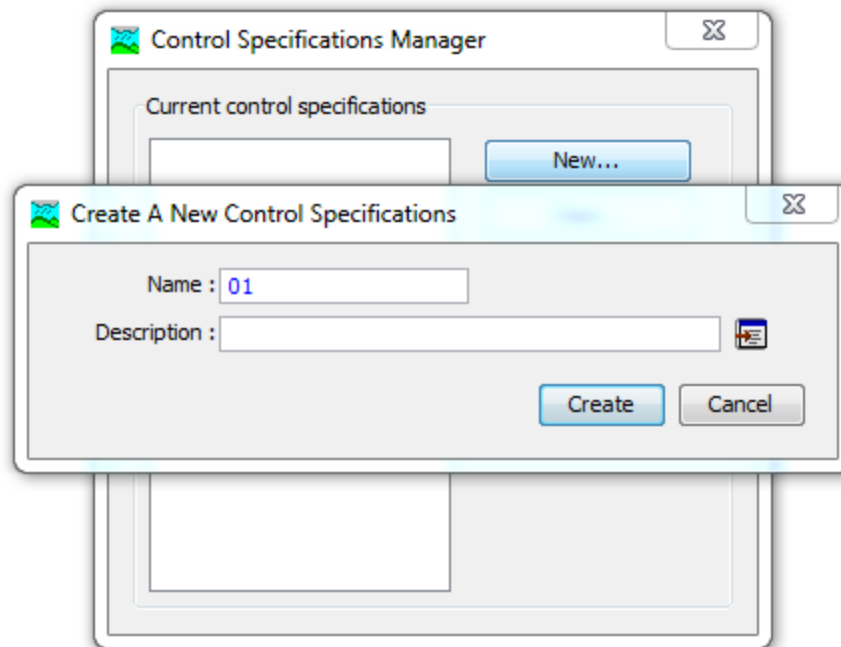 Control Specifications Manager
Current control specifications
New...
Create A New Control Specifications
Name : 01
Description :
Create Cancel